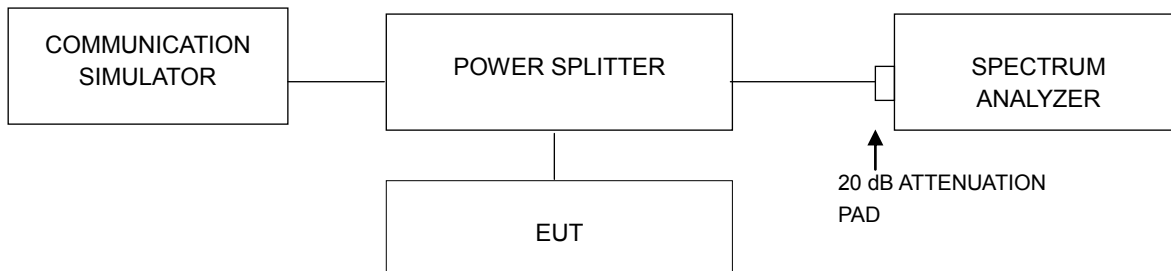 COMMUNICATION
SIMULATOR
POWER SPLITTER
SPECTRUM
ANALYZER
20 dB ATTENUATION
PAD
EUT